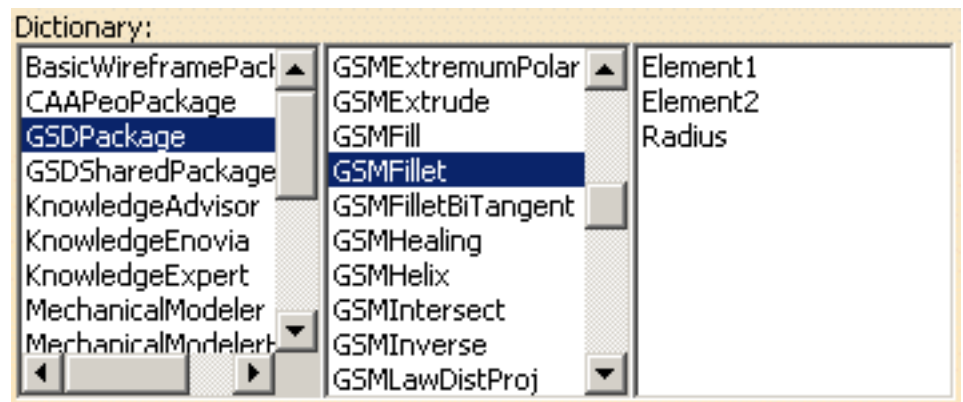 Dictionary:
BasicWireframePack
CAAPeoPackage
GSDPackage
GSDSharedPackage
KnowledgeAdvisor
KnowledgeEnovia
KnowledgeExpert
MechanicalModeler
MechanicalModeler
GSMExtremumPolar
GSMExtrude
GSMFill
GSMFillet
GSMFilletBiTangent
GSMHealing
GSMHelix
GSMIntersect
GSMInverse
GSMLawDistProj
Element1
Element2
Radius